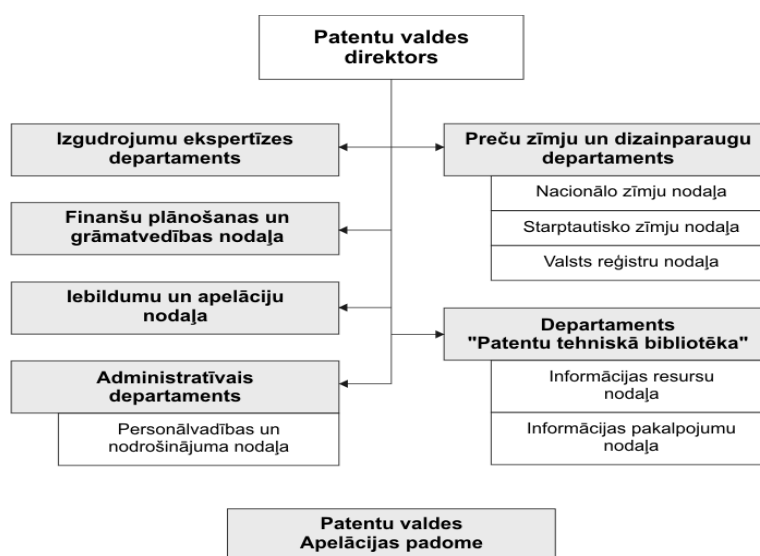 Patentu valdes
direktors
Izgudrojumu ekspertīzes
departaments
Finanšu plānošanas un
grāmatvedības nodaļa
Iebildumu un apelāciju
nodaļa
Administratīvais
departaments
Personālvadības un
nodrošinājuma nodaļa
Preču zīmju un dizainparaugu
departaments
Nacionālo zīmju nodaļa
Starptautisko zīmju nodaļa
Valsts reģistru nodaļa
Departaments
"Patentu tehniskā bibliotēka"
Informācijas resursu
nodaļa
Informācijas pakalpojumu
nodaļa
Patentu valdes
Apelācijas padome